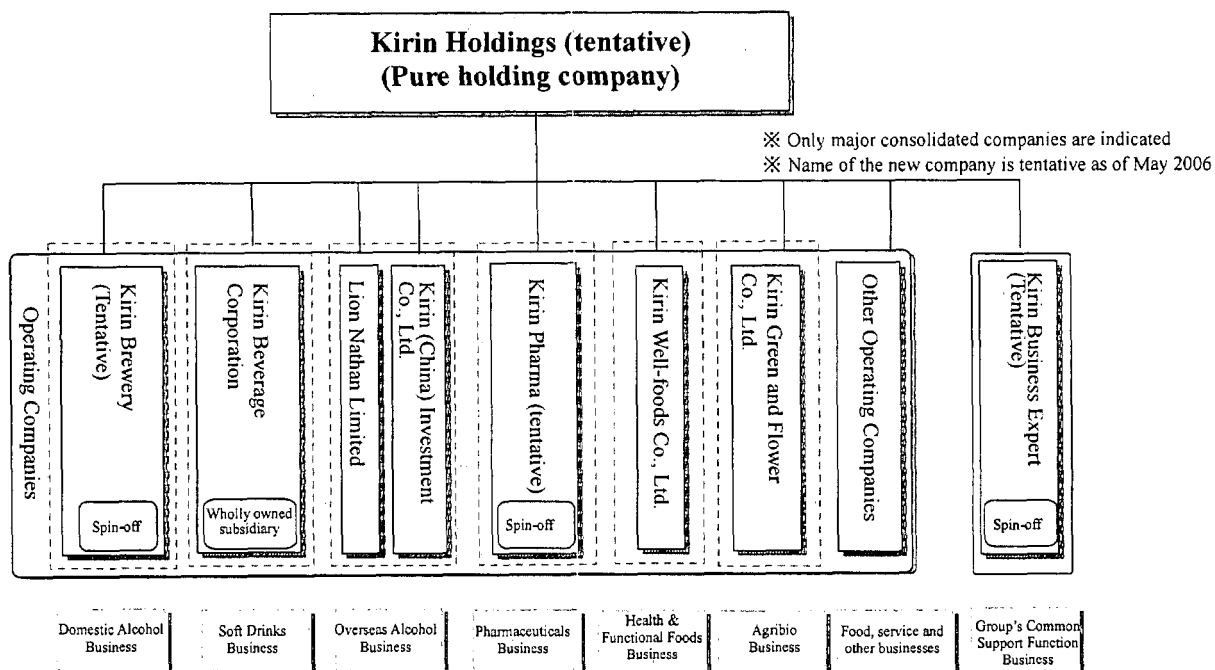 Kirin Holdings (tentative)
(Pure holding company)
※ Only major consolidated companies are indicated
※ Name of the new company is tentative as of May 2006
Operating Companies
Kirin Brewery
(Tentative)
Spin-off
Kirin Beverage
Corporation
Wholly owned
subsidiary
Lion Nathan Limited
Kirin (China) Investment
Co., Ltd.
Kirin Pharma (tentative)
Spin-off
Kirin Well-foods Co., Ltd.
Kirin Green and Flower
Co., Ltd.
Other Operating Companies
Kirin Business Expert
(Tentative)
Spin-off
Domestic Alcohol
Business
Soft Drinks
Business
Overseas Alcohol
Business
Pharmaceuticals
Business
Health &
Functional Foods
Business
Agribio
Business
Food, service and
other businesses
Group's Common
Support Function
Business